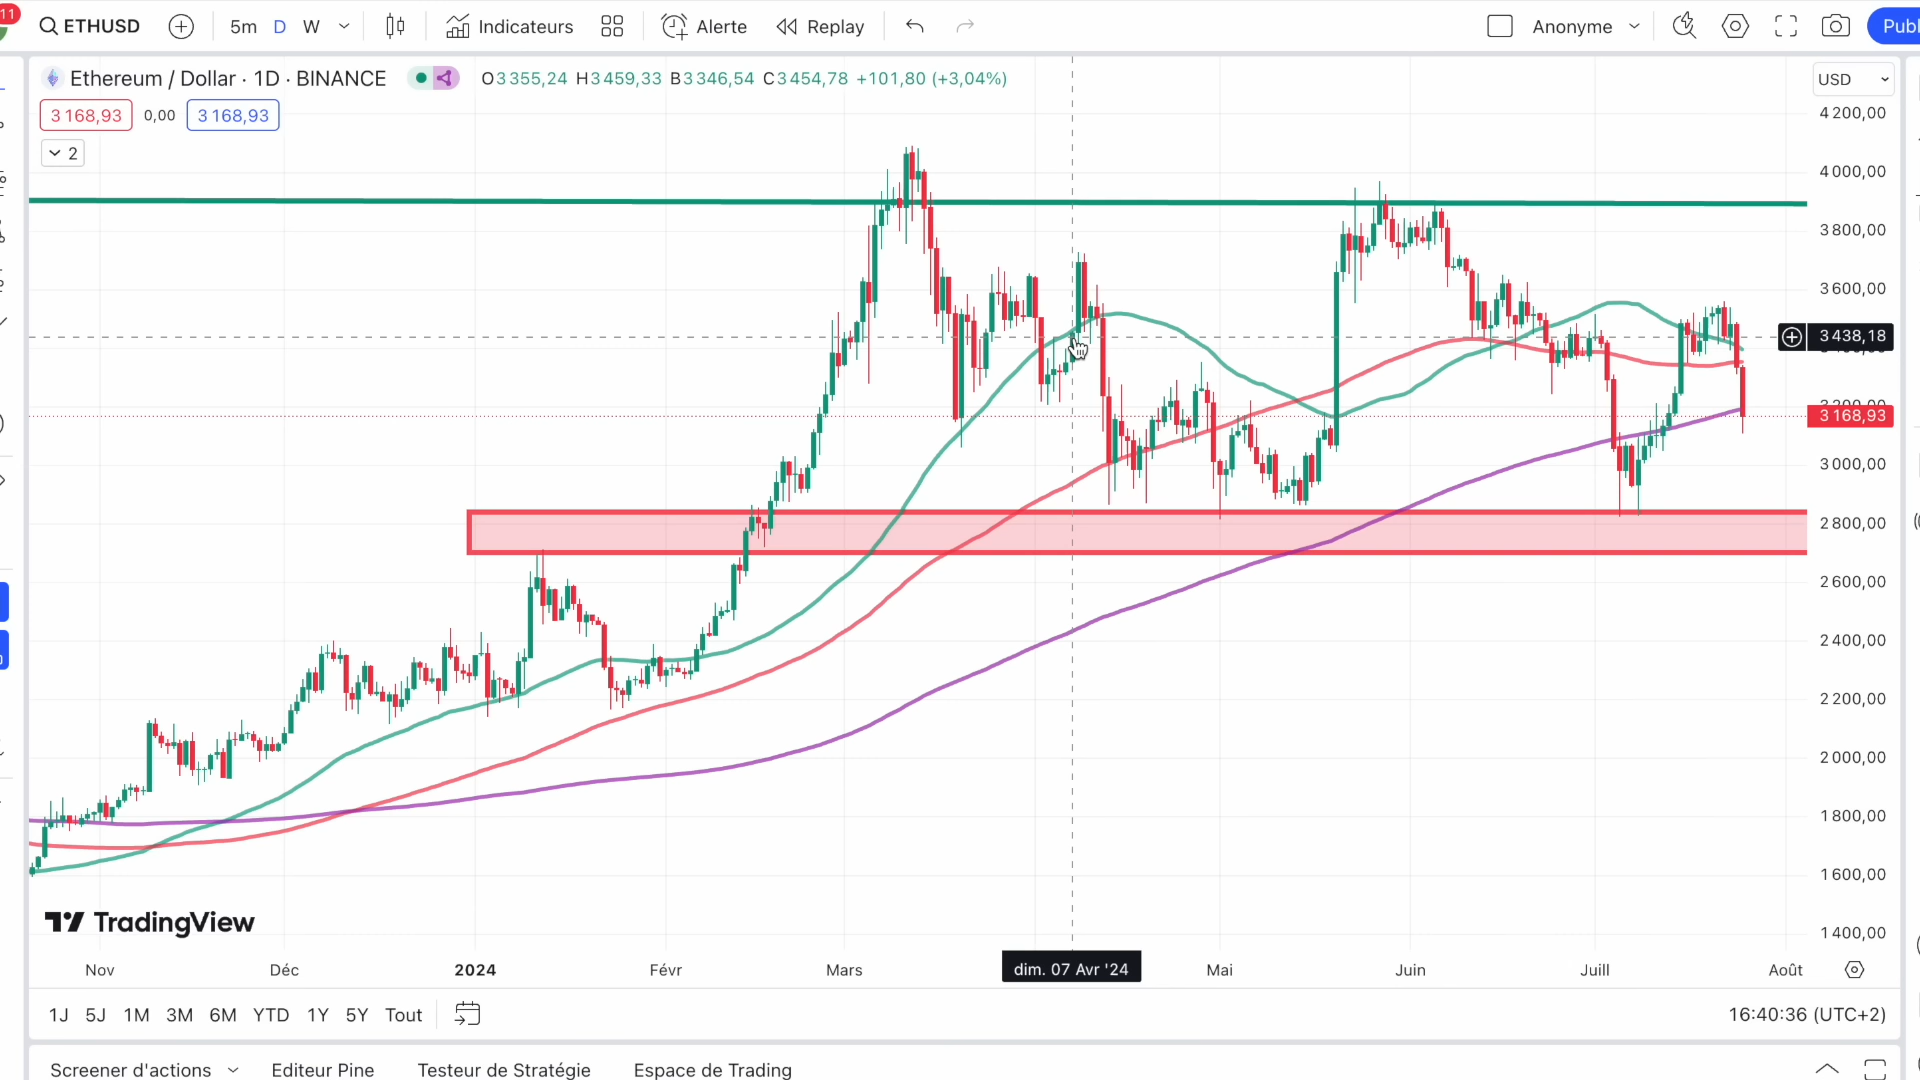 11
ETHUSD
5m D W
Indicateurs
Alerte
Replay
Anonyme
Publ
Ethereum / Dollar · 1D · BINANCE
O3 355,24 H3 459,33 B3 346,54 C3 454,78 +101,80 (+3,04%)
USD
3 168,93 0,00 3 168,93
2
4 200,00
4 000,00
3 800,00
3 600,00
3 438,18
3 168,93
3 000,00
2 800,00
2 600,00
2 400,00
2 200,00
2 000,00
1 800,00
1 600,00
1 400,00
TradingView
Nov Déc 2024 Févr Mars dim. 07 Avr '24 Mai Juin Juill Août
1J 5J 1M 3M 6M YTD 1Y 5Y Tout
16:40:36 (UTC+2)
Screener d'actions Editeur Pine Testeur de Stratégie Espace de Trading